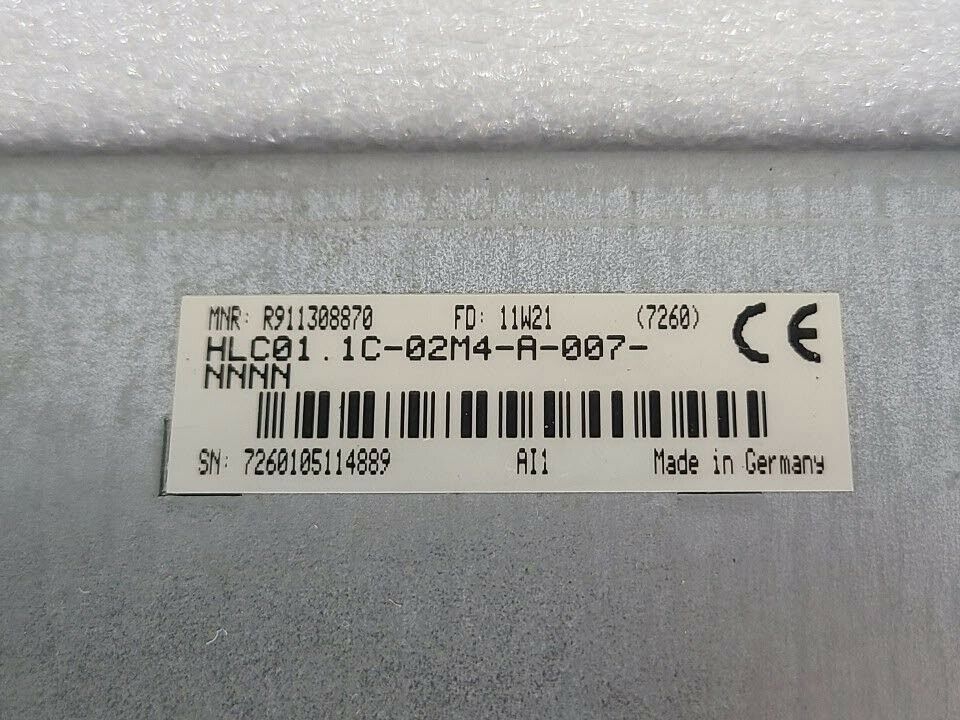 MNR: R911308870 FD: 11W21 (7260) CE
HLC01.1C-02M4-A-007-
NNNN
SN: 7260105114889 AI1 Made in Germany